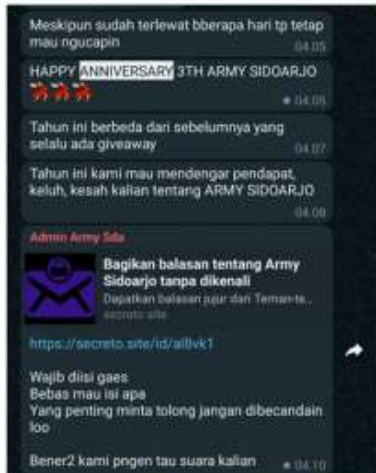 Meskipun sudah terlewat bberapa hari tp tetap
mau ngucapin
04.05
HAPPY ANNIVERSARY 3TH ARMY SIDOARJO
04.05
Tahun ini berbeda dari sebelumnya yang
selalu ada giveaway
04.07
Tahun ini kami mau mendengar pendapat,
keluh, kesah kalian tentang ARMY SIDOARJO
04.08
Admin Army Sda
Bagikan balasan tentang Army
Sidoarjo tanpa dikenali
Dapatkan balasan jujur dari Teman-te...
secreto.site
https://secreto.site/id/al8vk1
Wajib diisi gaes
Bebas mau isi apa
Yang penting minta tolong jangan dibecandain
loo
Bener2 kami pngen tau suara kalian
04.10